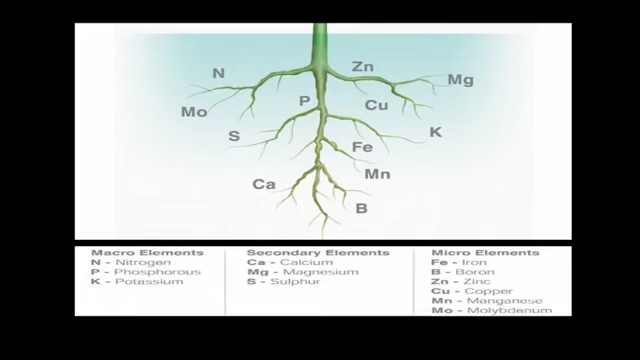 N
Zn
Mg
P
Cu
Mo
K
S
Fe
Mn
Ca
B
Macro Elements
N - Nitrogen
P - Phosphorous
K - Potassium
Secondary Elements
Ca - Calcium
Mg - Magnesium
S - Sulphur
Micro Elements
Fe - Iron
B - Boron
Zn - Zinc
Cu - Copper
Mn - Manganese
Mo - Molybdenum